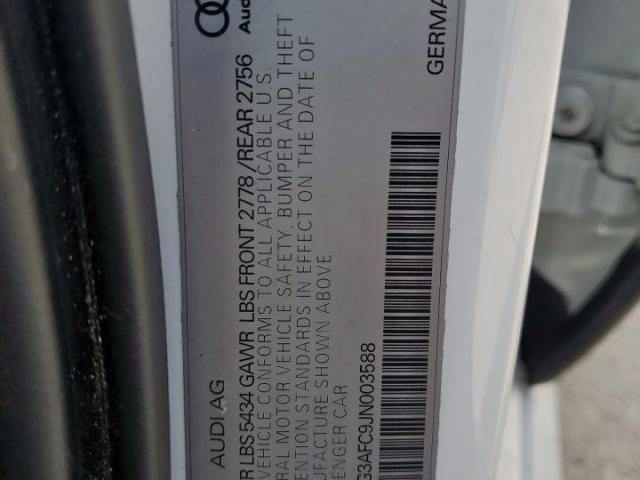 Aud
AUDI AG
R LBS 5434 GAWR LBS FRONT 2778 /REAR 2756
VEHICLE CONFORMS TO ALL APPLICABLE U.S.
RAL MOTOR VEHICLE SAFETY, BUMPER AND THEFT
ENTION STANDARDS IN EFFECT ON THE DATE OF
UFACTURE SHOWN ABOVE
ENGER CAR
G3AFC9JN003588
GERMA